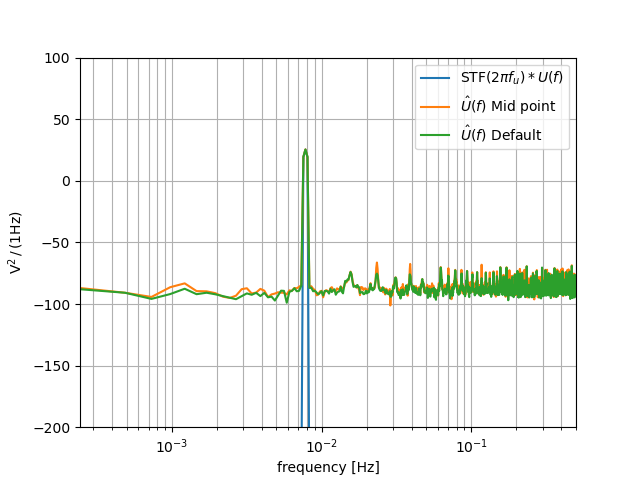 100
50
0
−50
−100
−150
−200
V² / (1Hz)
STF(2πfᵤ) * U(f)
Û(f) Mid point
Û(f) Default
10⁻³
10⁻²
10⁻¹
frequency [Hz]